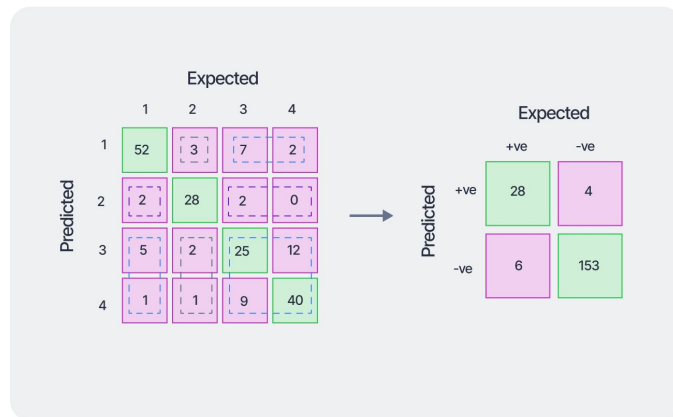 Expected
1 2 3 4
Predicted
1 52 3 7 2
2 2 28 2 0
3 5 2 25 12
4 1 1 9 40
Expected
+ve -ve
Predicted
+ve 28 4
-ve 6 153